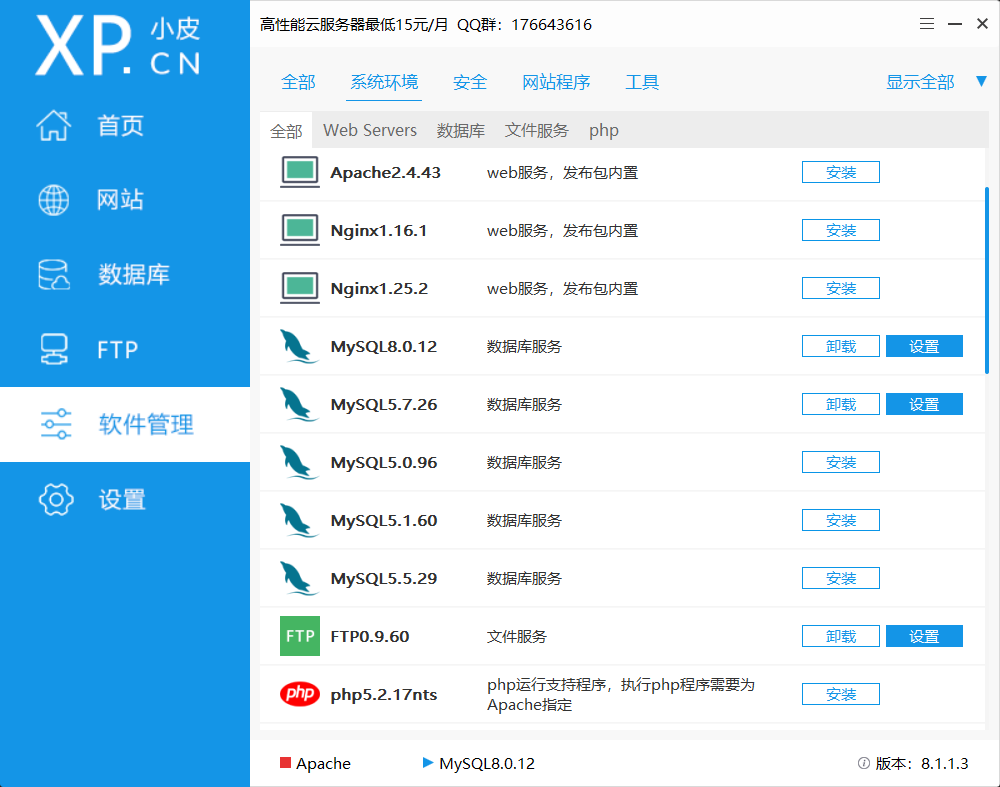 XP.CN 小皮
高性能云服务器最低15元/月 QQ群：176643616
首页
网站
数据库
FTP
软件管理
设置
全部 系统环境 安全 网站程序 工具 显示全部 ▼
全部 Web Servers 数据库 文件服务 php
Apache2.4.43 web服务，发布包内置 安装
Nginx1.16.1 web服务，发布包内置 安装
Nginx1.25.2 web服务，发布包内置 安装
MySQL8.0.12 数据库服务 卸载 设置
MySQL5.7.26 数据库服务 卸载 设置
MySQL5.0.96 数据库服务 安装
MySQL5.1.60 数据库服务 安装
MySQL5.5.29 数据库服务 安装
FTP FTP0.9.60 文件服务 卸载 设置
php php5.2.17nts php运行支持程序，执行php程序需要为 安装
Apache指定
Apache MySQL8.0.12 版本：8.1.1.3